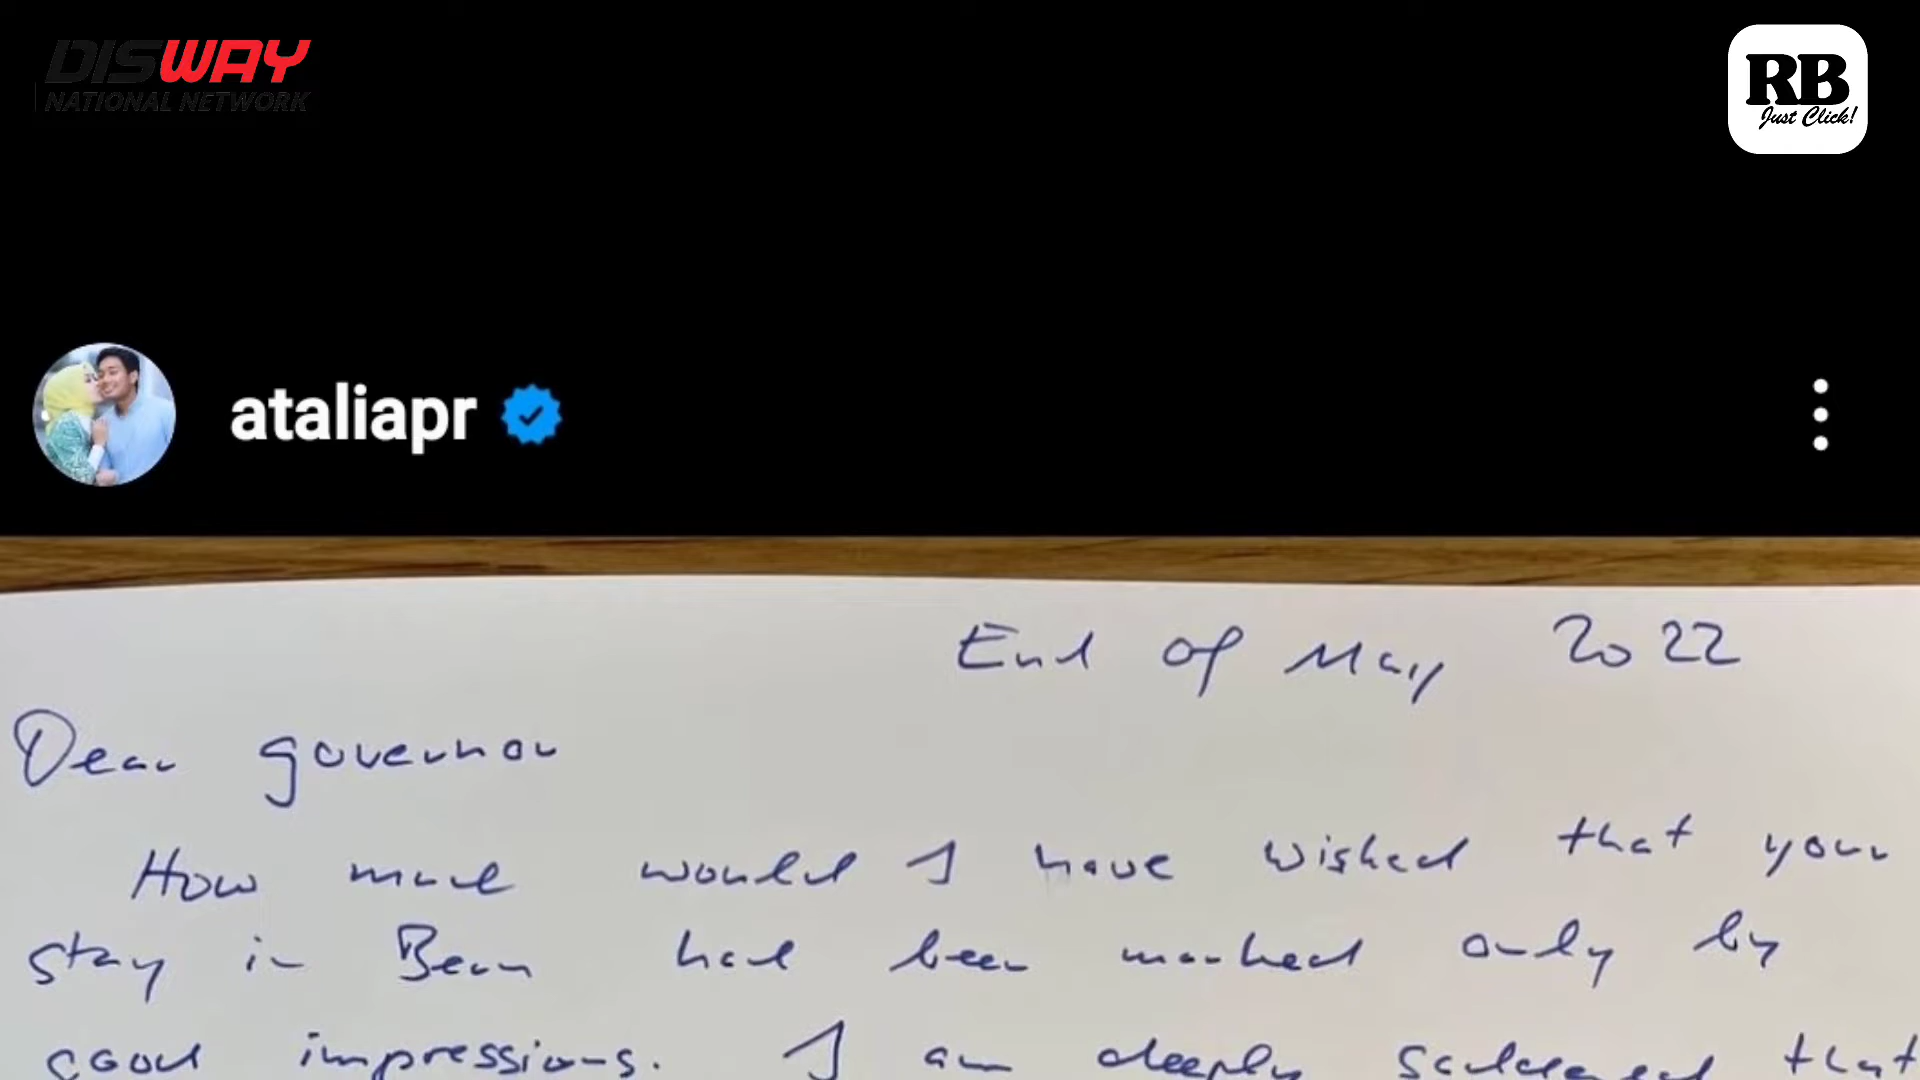 DISWAY
NATIONAL NETWORK
RB
Just Click!
ataliapr
End of May 2022
Dear governor
How much would I have wished that your
stay in Bern had been marked only by
good impressions. I am deeply saddened that